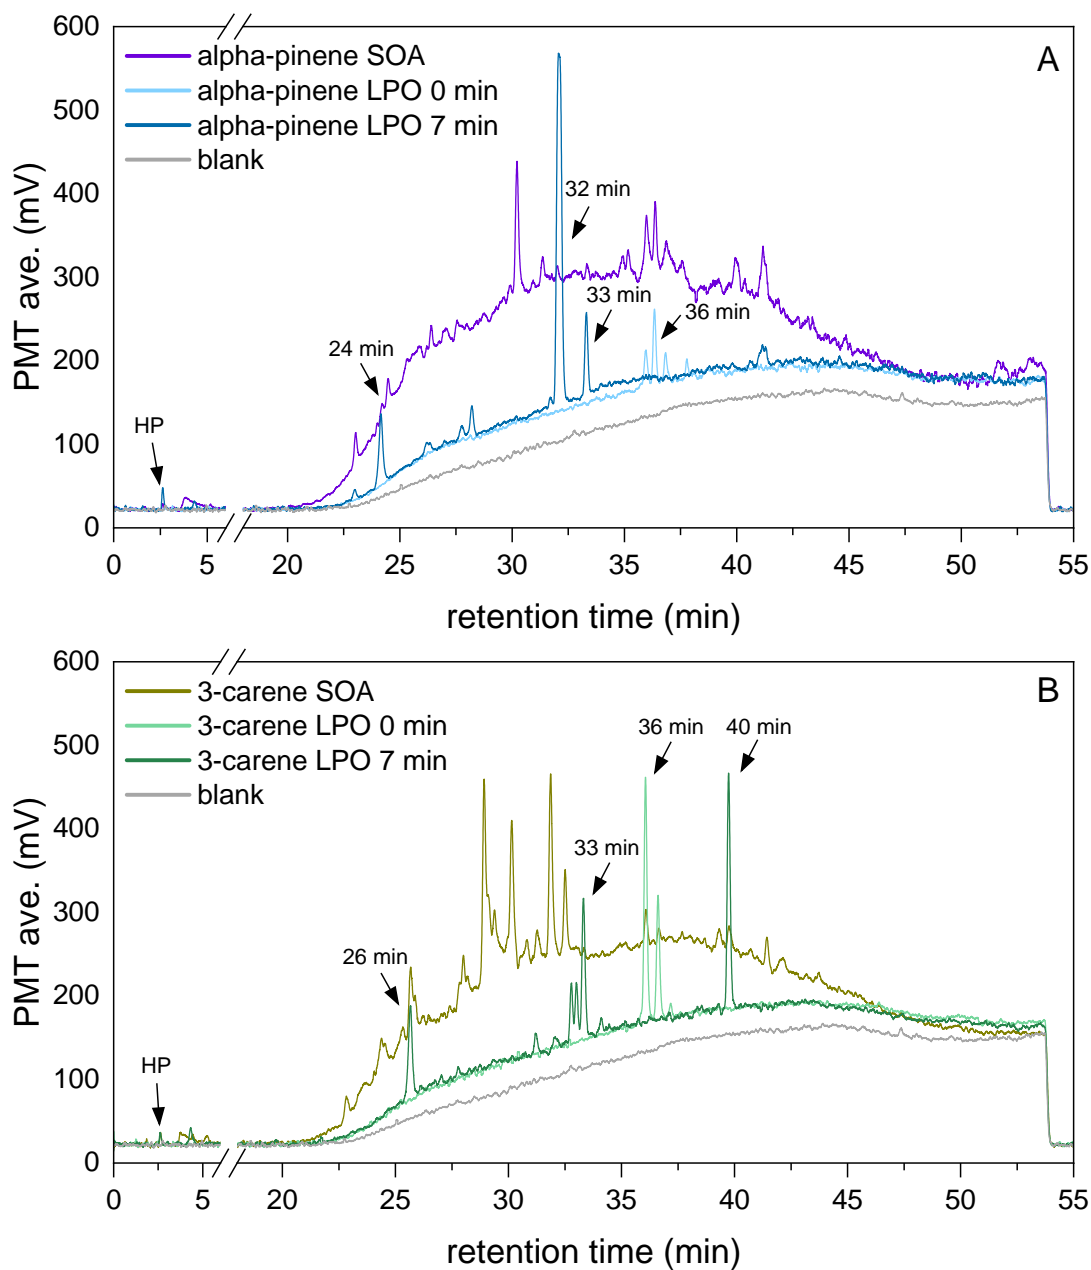 600
500
400
300
200
100
0
PMT ave. (mV)
alpha-pinene SOA
alpha-pinene LPO 0 min
alpha-pinene LPO 7 min
blank
A
32 min
33 min
36 min
24 min
HP
0 5 20 25 30 35 40 45 50 55
retention time (min)
600
500
400
300
200
100
0
PMT ave. (mV)
3-carene SOA
3-carene LPO 0 min
3-carene LPO 7 min
blank
B
36 min
40 min
33 min
26 min
HP
0 5 20 25 30 35 40 45 50 55
retention time (min)